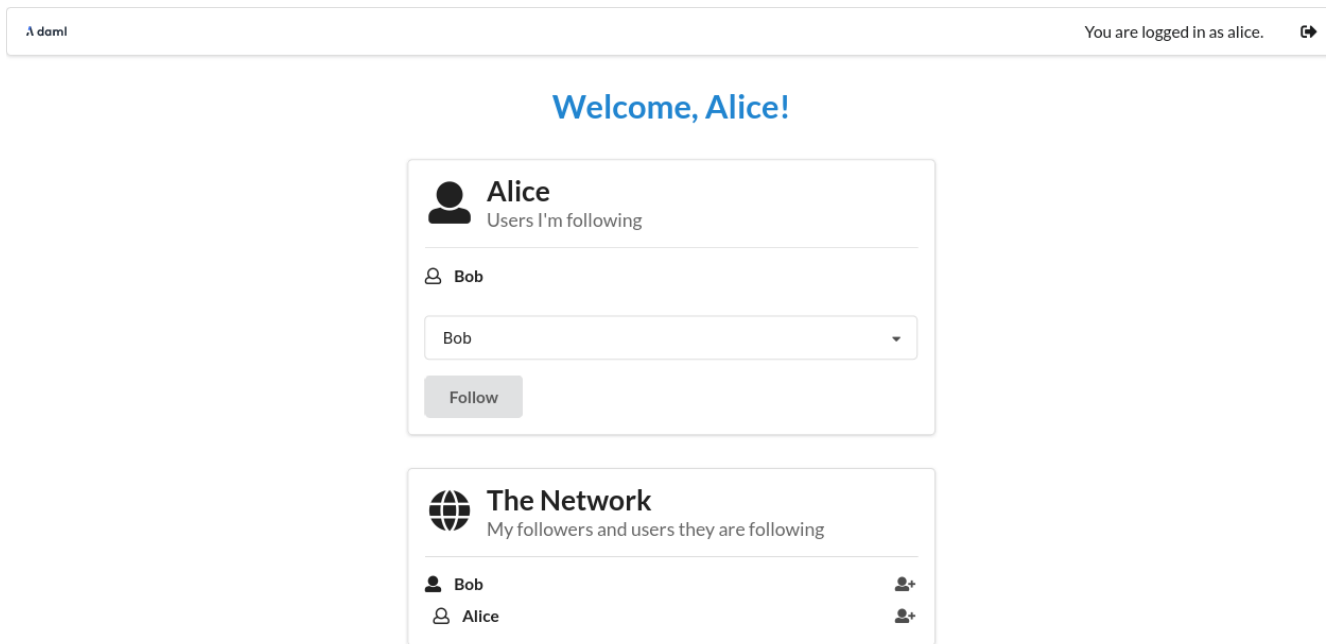 daml
You are logged in as alice.
Welcome, Alice!
Alice
Users I'm following
Bob
Bob
Follow
The Network
My followers and users they are following
Bob
Alice